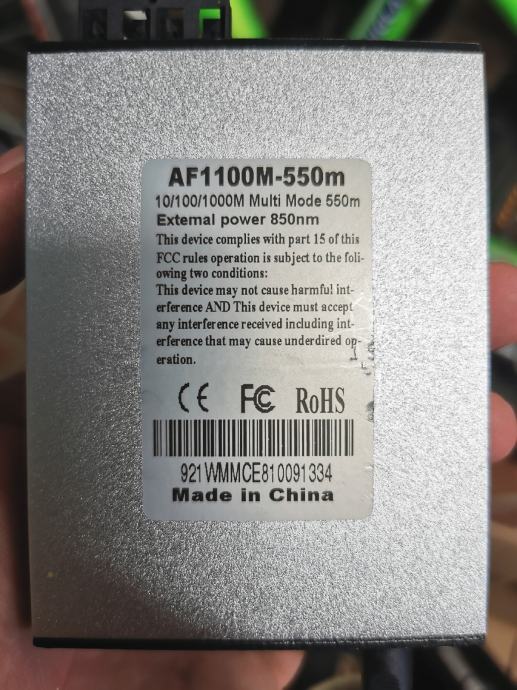 AF1100M-550m
10/100/1000M Multi Mode 550m
External power 850nm
This device complies with part 15 of this
FCC rules operation is subject to the foll-
owing two conditions:
This device may not cause harmful int-
erference AND This device must accept
any interference received including int-
erference that may cause underdired op-
eration.
CE FC RoHS
921WMMCE810091334
Made in China